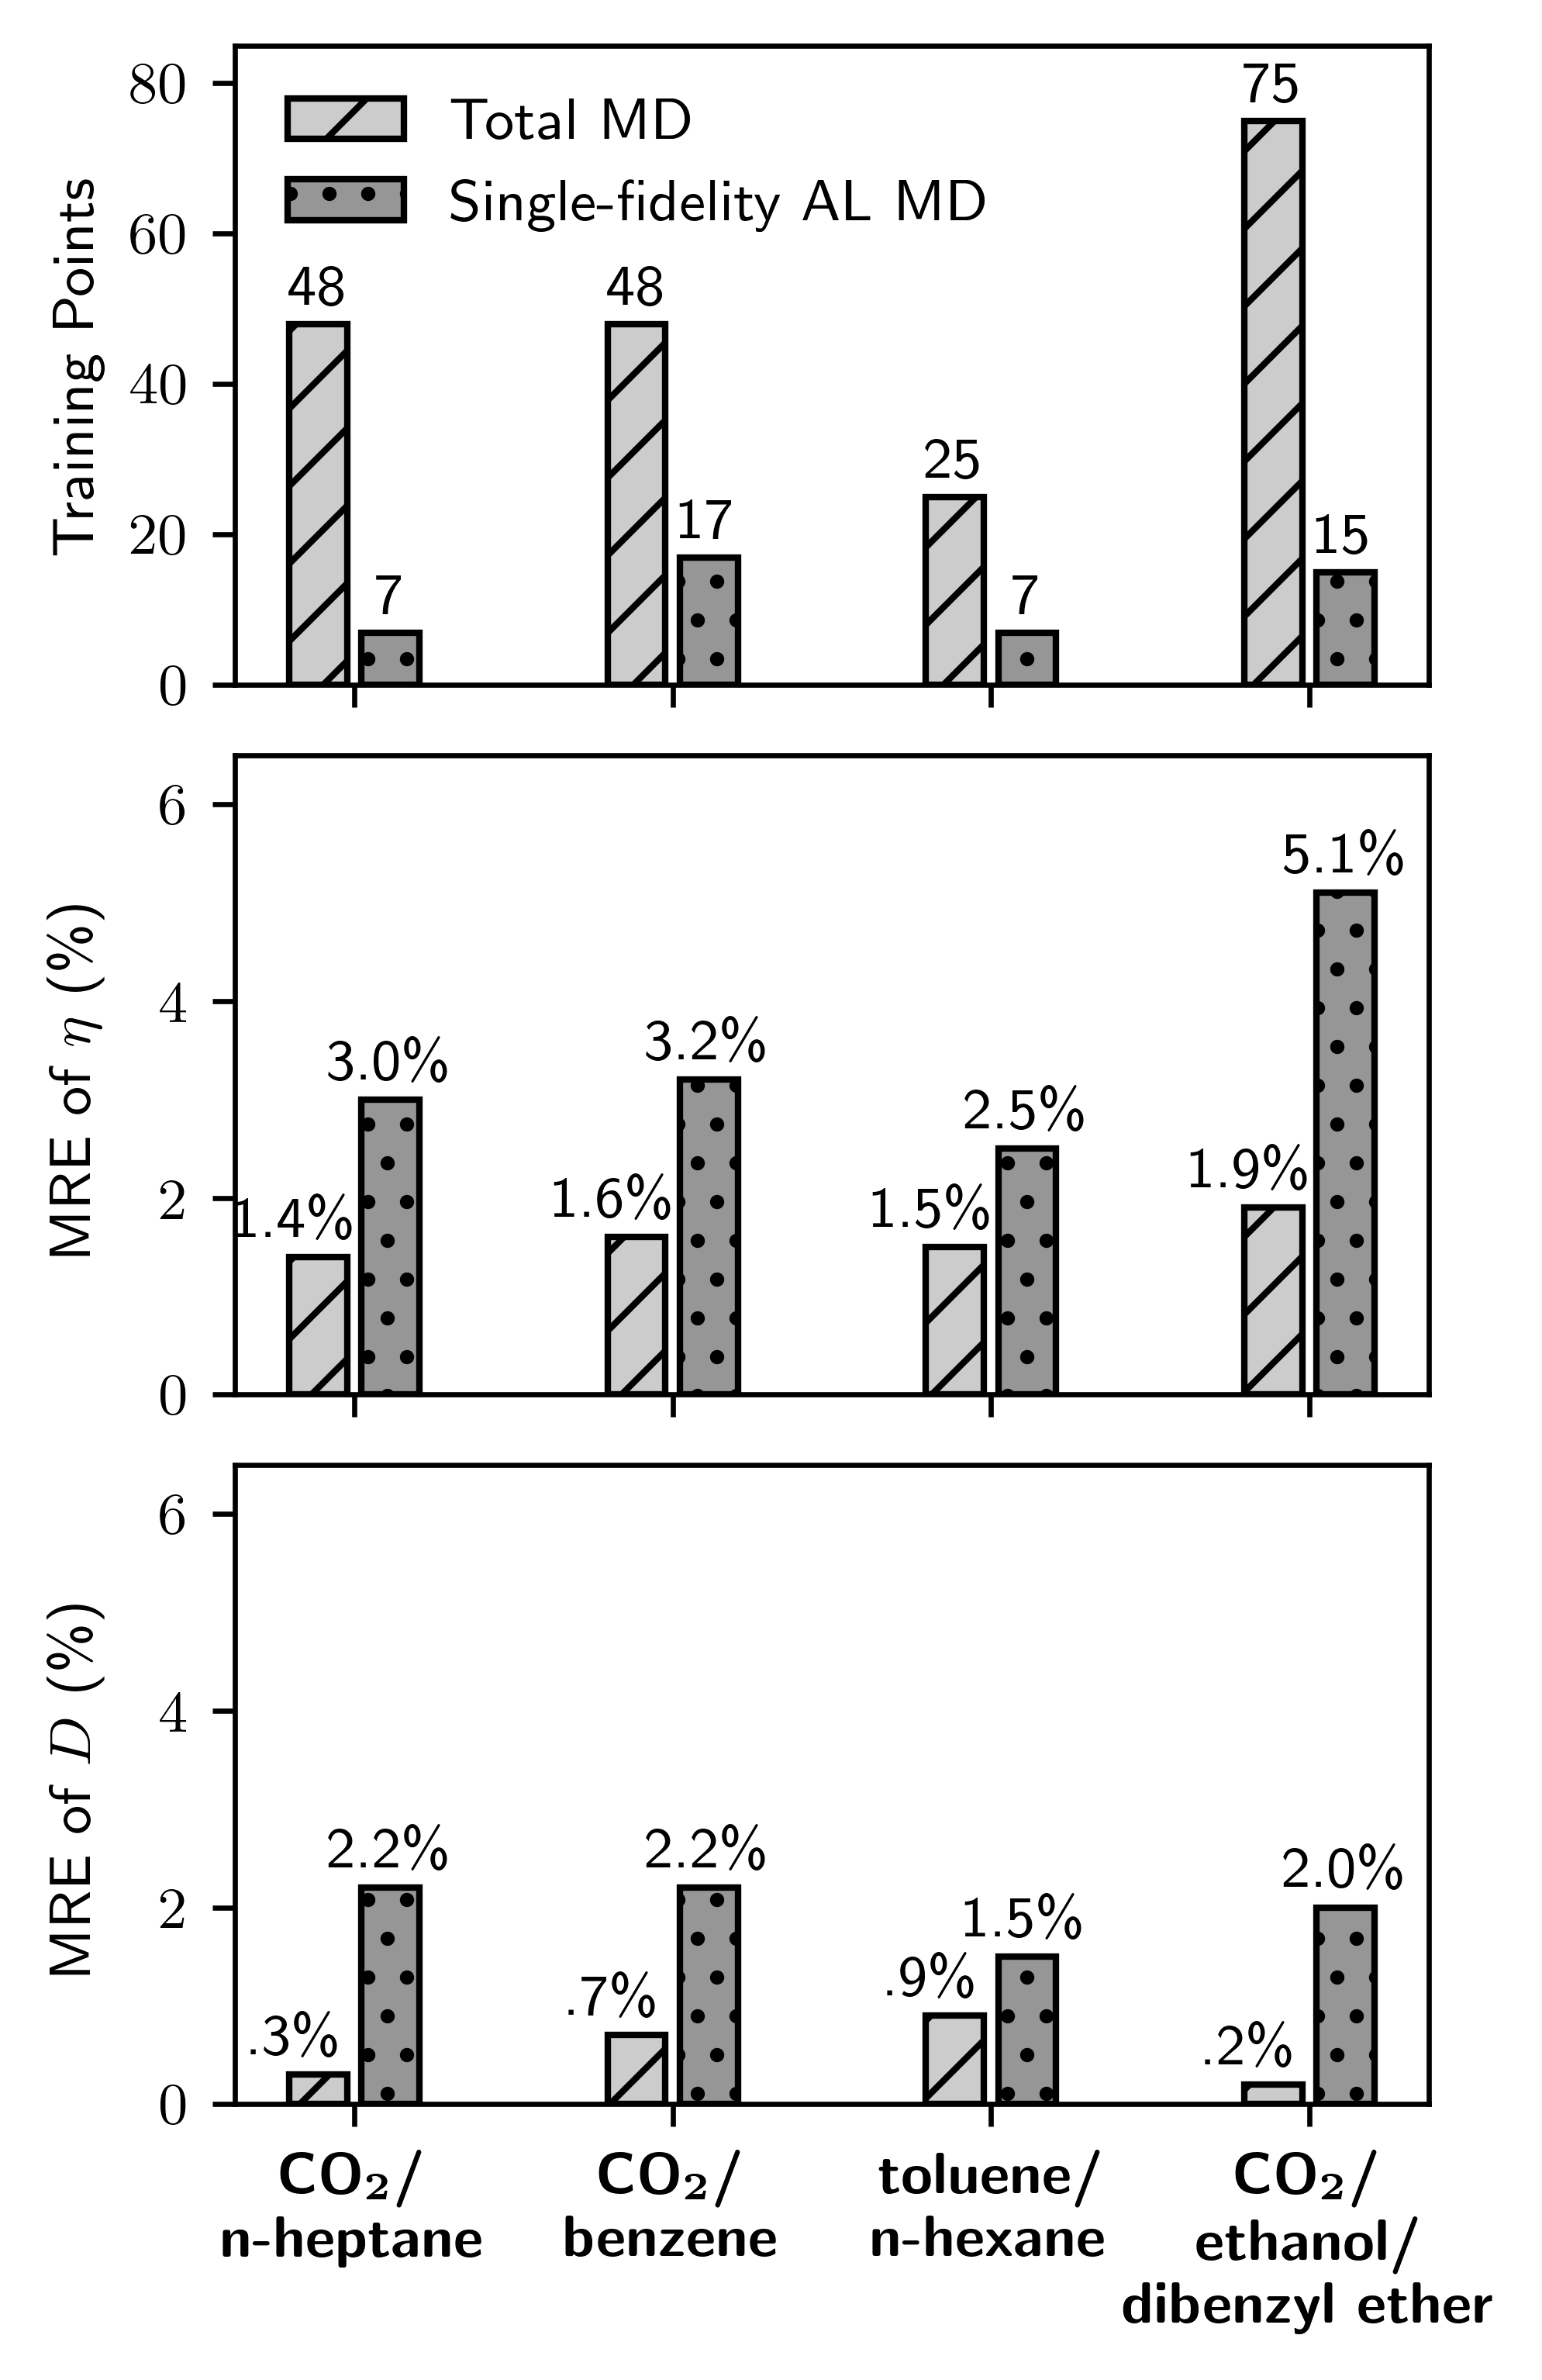 Training Points
80
60
40
20
0
Total MD
Single-fidelity AL MD
48
7
48
17
25
7
75
15
MRE of η (%)
6
4
2
0
1.4%
3.0%
1.6%
3.2%
1.5%
2.5%
1.9%
5.1%
MRE of D (%)
6
4
2
0
.3%
2.2%
.7%
2.2%
.9%
1.5%
.2%
2.0%
CO₂/
n-heptane
CO₂/
benzene
toluene/
n-hexane
CO₂/
ethanol/
dibenzyl ether